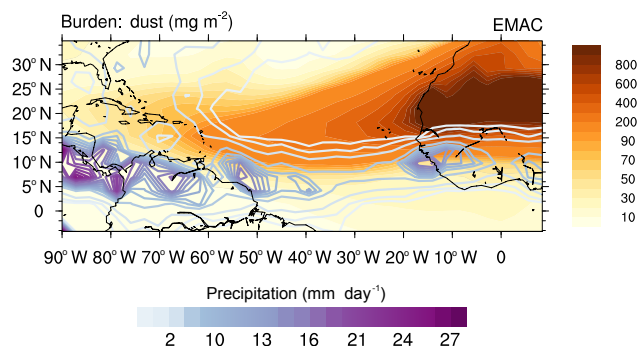 Burden: dust (mg m-2) EMAC
30° N
25° N
20° N
15° N
10° N
5° N
0
90° W 80° W 70° W 60° W 50° W 40° W 30° W 20° W 10° W 0
800
600
400
200
90
70
50
30
10
Precipitation (mm day-1)
2 10 13 16 21 24 27